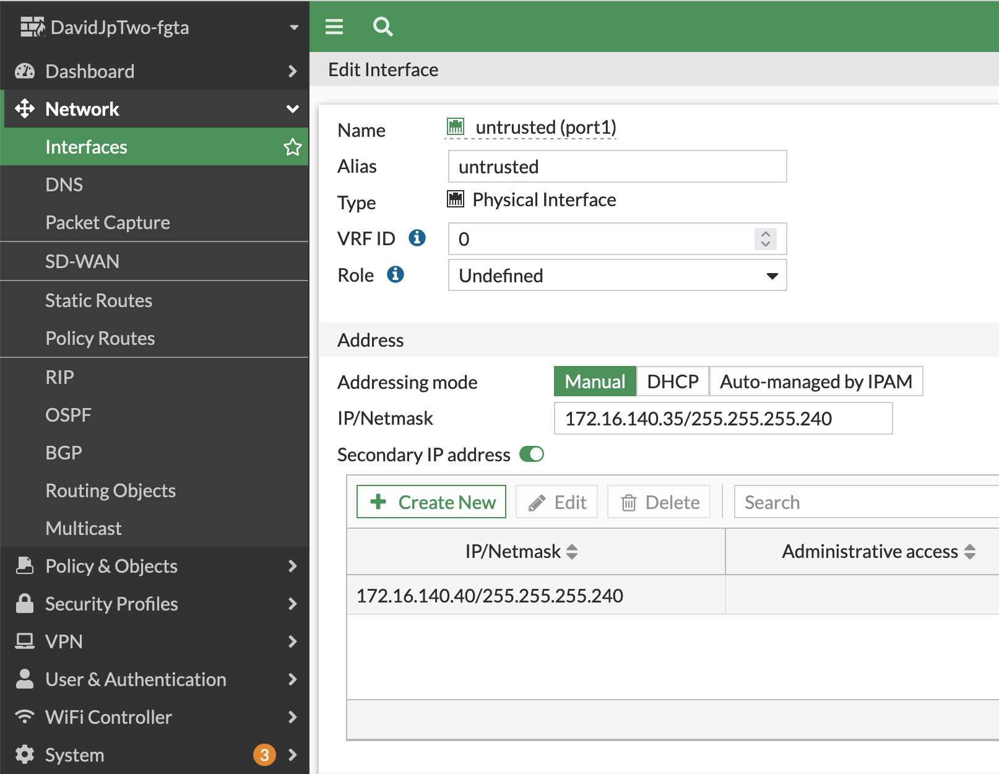 DavidJpTwo-fgta
Dashboard
Network
Interfaces
DNS
Packet Capture
SD-WAN
Static Routes
Policy Routes
RIP
OSPF
BGP
Routing Objects
Multicast
Policy & Objects
Security Profiles
VPN
User & Authentication
WiFi Controller
System 3
Edit Interface
Name untrusted (port1)
Alias untrusted
Type Physical Interface
VRF ID 0
Role Undefined
Address
Addressing mode Manual DHCP Auto-managed by IPAM
IP/Netmask 172.16.140.35/255.255.255.240
Secondary IP address
Create New Edit Delete Search
IP/Netmask Administrative access
172.16.140.40/255.255.255.240